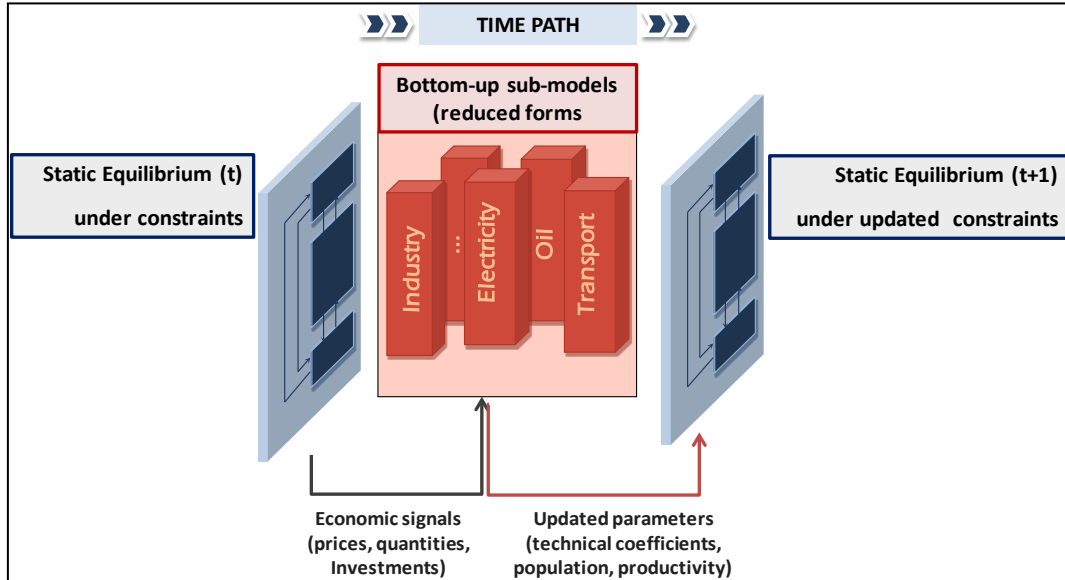 TIME PATH
Bottom-up sub-models
(reduced forms
Static Equilibrium (t)
under constraints
Industry
...
Electricity
Oil
Transport
Static Equilibrium (t+1)
under updated constraints
Economic signals
(prices, quantities,
Investments)
Updated parameters
(technical coefficients,
population, productivity)